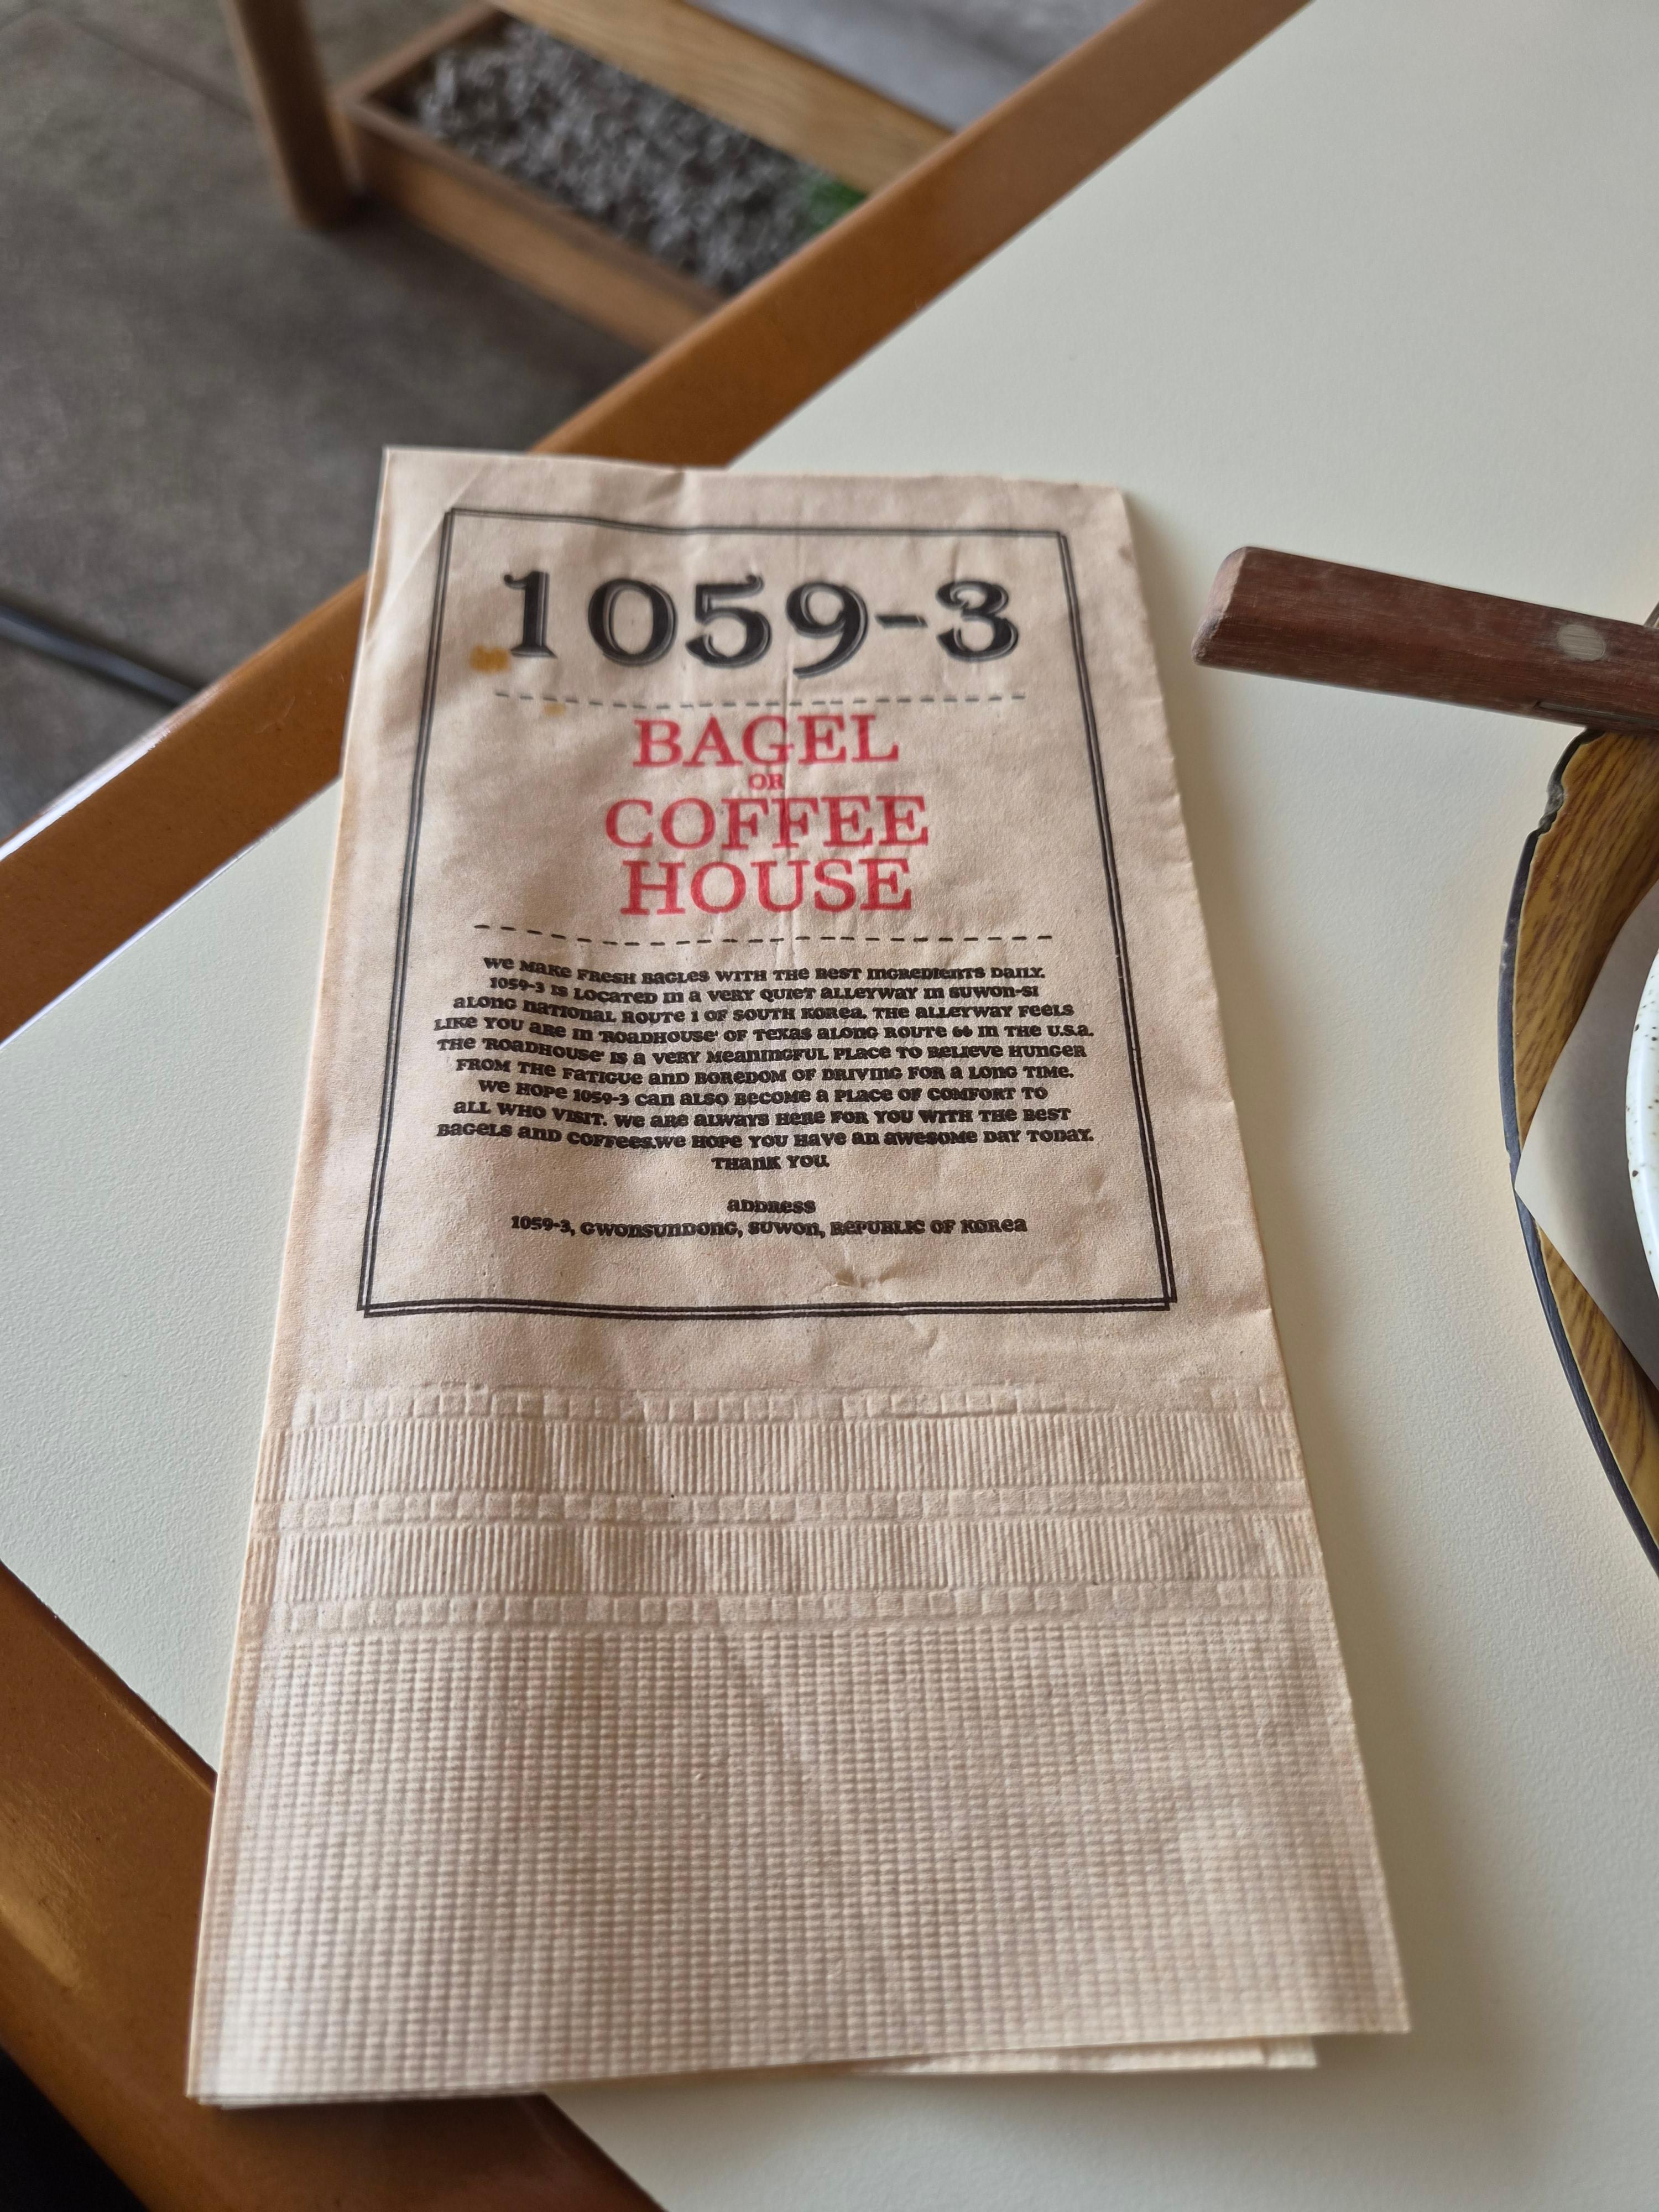 1059-3
BAGEL
OR
COFFEE
HOUSE
We MaKe FRESH BaGLES WITH THE BEST InGReDIenTS DaILY.
1059-3 IS LOCaTED In a VERY QUIET aLLeYWaY In SUWOn-SI
aLONG naTIOnaL ROUTE 1 OF SOUTH KOREa. THE aLLeYWaY FeeLS
LIKE YOU aRE In 'ROaDHOUSE' OF TexaS aLONG ROUTE 66 In THE U.S.a.
THE 'ROaDHOUSE' IS a VERY MeanInGFUL PLaCe TO BeLIeVe HUnGeR
FROM THE FaTIGUe anD BOReDOM OF DRIVInG FOR a LOnG TIMe.
We HOPe 1059-3 Can aLSO BeCOMe a PLaCe OF COMFORT TO
aLL WHO VISIT. We aRe aLWaYS HeRe FOR YOU WITH THE BeST
BaGeLS anD COFFeeS.We HOPe YOU HaVe an aWeSOMe DaY TODaY.
THanK YOU.
aDDReSS
1059-3, GWOnSUnDOnG, SUWOn, RePUBLIC OF KORea